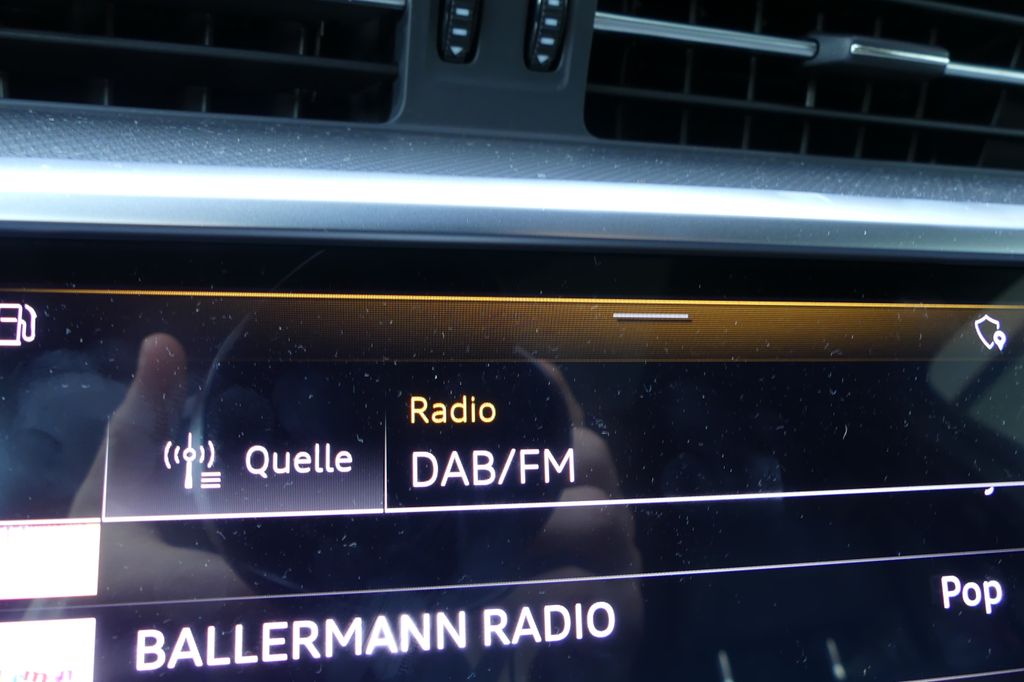 Radio
Quelle
DAB/FM
Pop
BALLERMANN RADIO